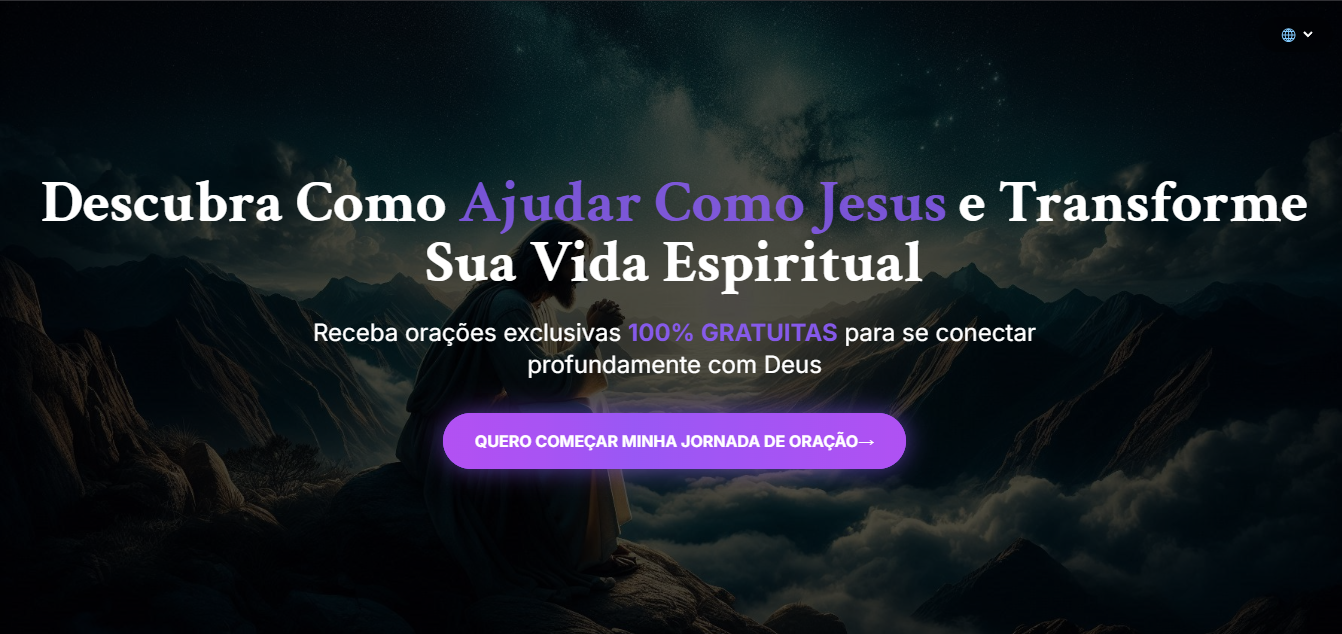 Descubra Como Ajudar Como Jesus e Transforme
Sua Vida Espiritual
Receba orações exclusivas 100% GRATUITAS para se conectar
profundamente com Deus
QUERO COMEÇAR MINHA JORNADA DE ORAÇÃO→